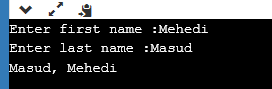 Enter first name :Mehedi
Enter last name :Masud
Masud, Mehedi